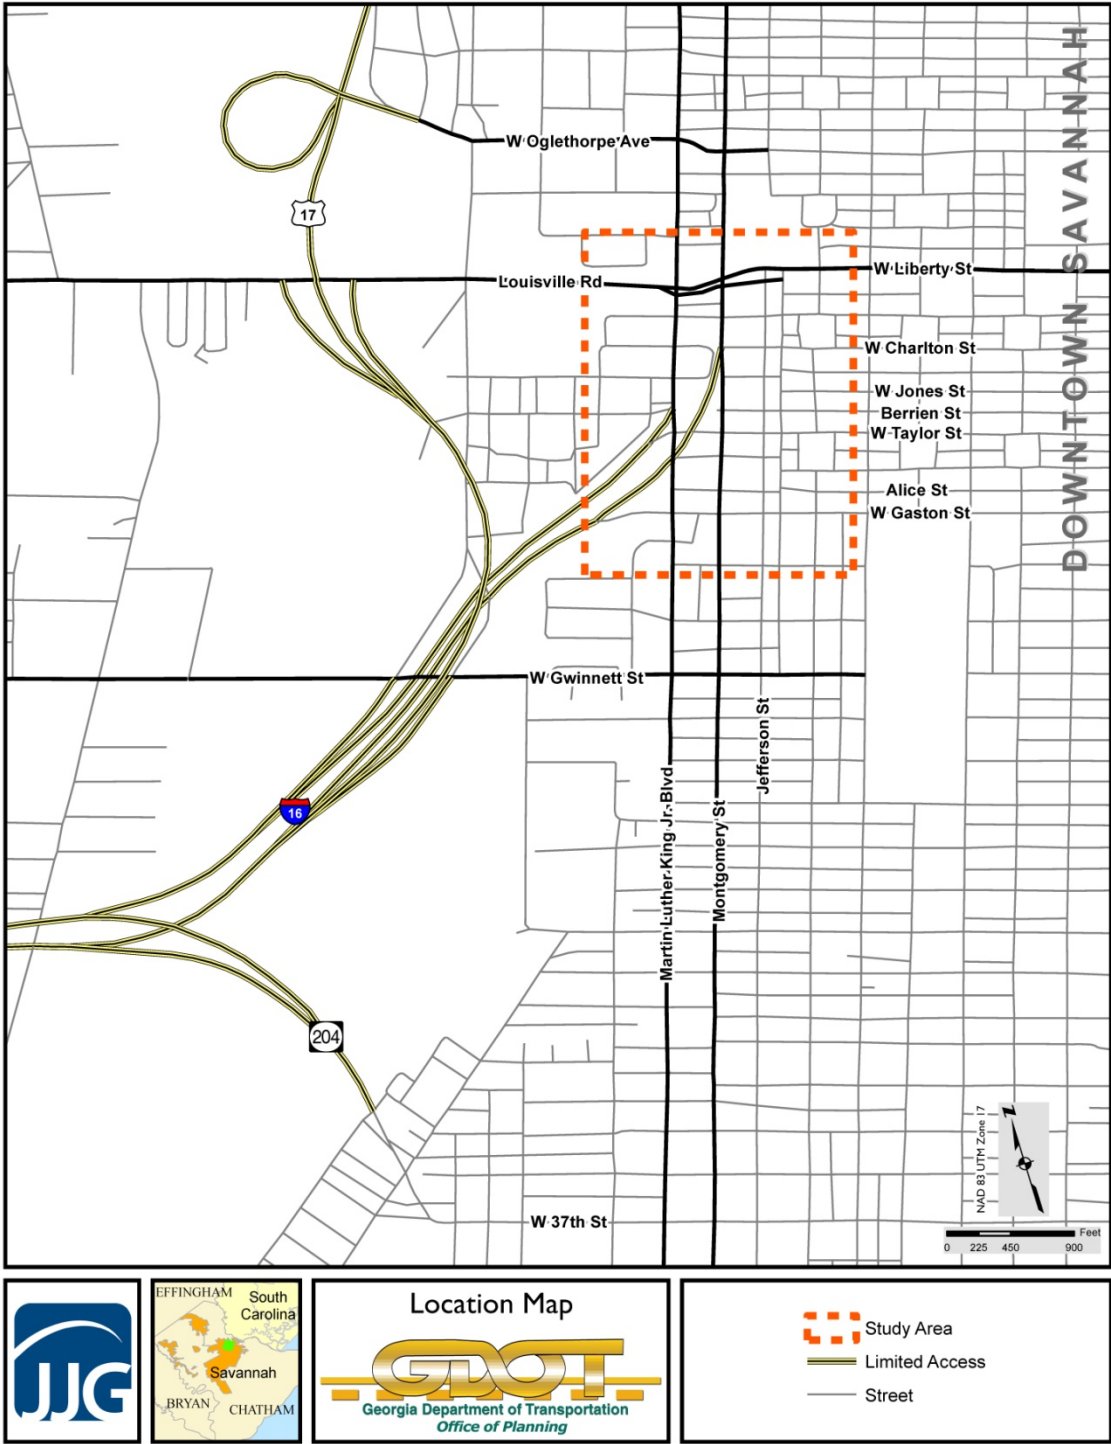 W Oglethorpe Ave
17
Louisville Rd
W Liberty St
W Charlton St
W Jones St
Berrien St
W Taylor St
Alice St
W Gaston St
DOWNTOWN SAVANNAH
W Gwinnett St
Jefferson St
Martin Luther King Jr. Blvd
Montgomery St
16
204
W 37th St
NAD 83 UTM Zone 17
N
Feet
0 225 450 900
JJG
EFFINGHAM
South
Carolina
Savannah
BRYAN
CHATHAM
Location Map
GDOT
Georgia Department of Transportation
Office of Planning
Study Area
Limited Access
Street